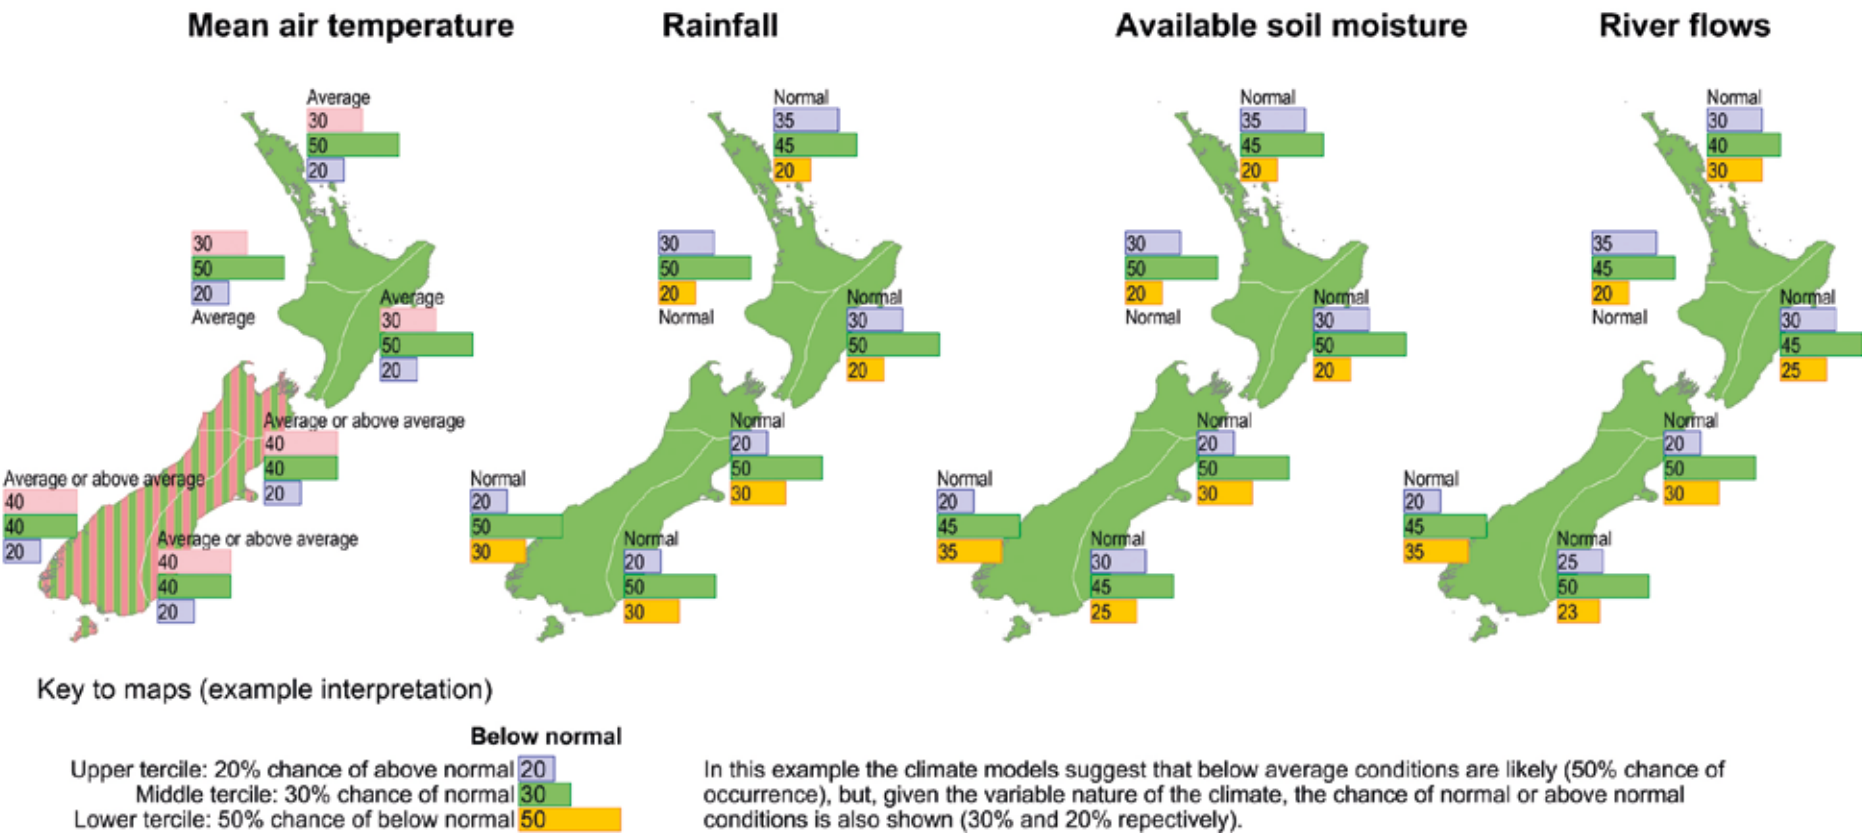 Mean air temperature
Average
30
50
20
30
50
20
Average
Average
30
50
20
Average or above average
40
40
20
Average or above average
40
40
20
Average or above average
40
40
20
Rainfall
Normal
35
45
20
30
50
20
Normal
Normal
30
50
20
Normal
20
50
30
Normal
20
50
30
Normal
20
50
30
Available soil moisture
Normal
35
45
20
30
50
20
Normal
Normal
30
50
20
Normal
20
50
30
Normal
20
45
35
Normal
30
45
25
River flows
Normal
30
40
30
35
45
20
Normal
Normal
30
45
25
Normal
20
50
30
Normal
20
45
35
Normal
25
50
23
Key to maps (example interpretation)
Below normal
Upper tercile: 20% chance of above normal 20
Middle tercile: 30% chance of normal 30
Lower tercile: 50% chance of below normal 50
In this example the climate models suggest that below average conditions are likely (50% chance of
occurrence), but, given the variable nature of the climate, the chance of normal or above normal
conditions is also shown (30% and 20% repectively).